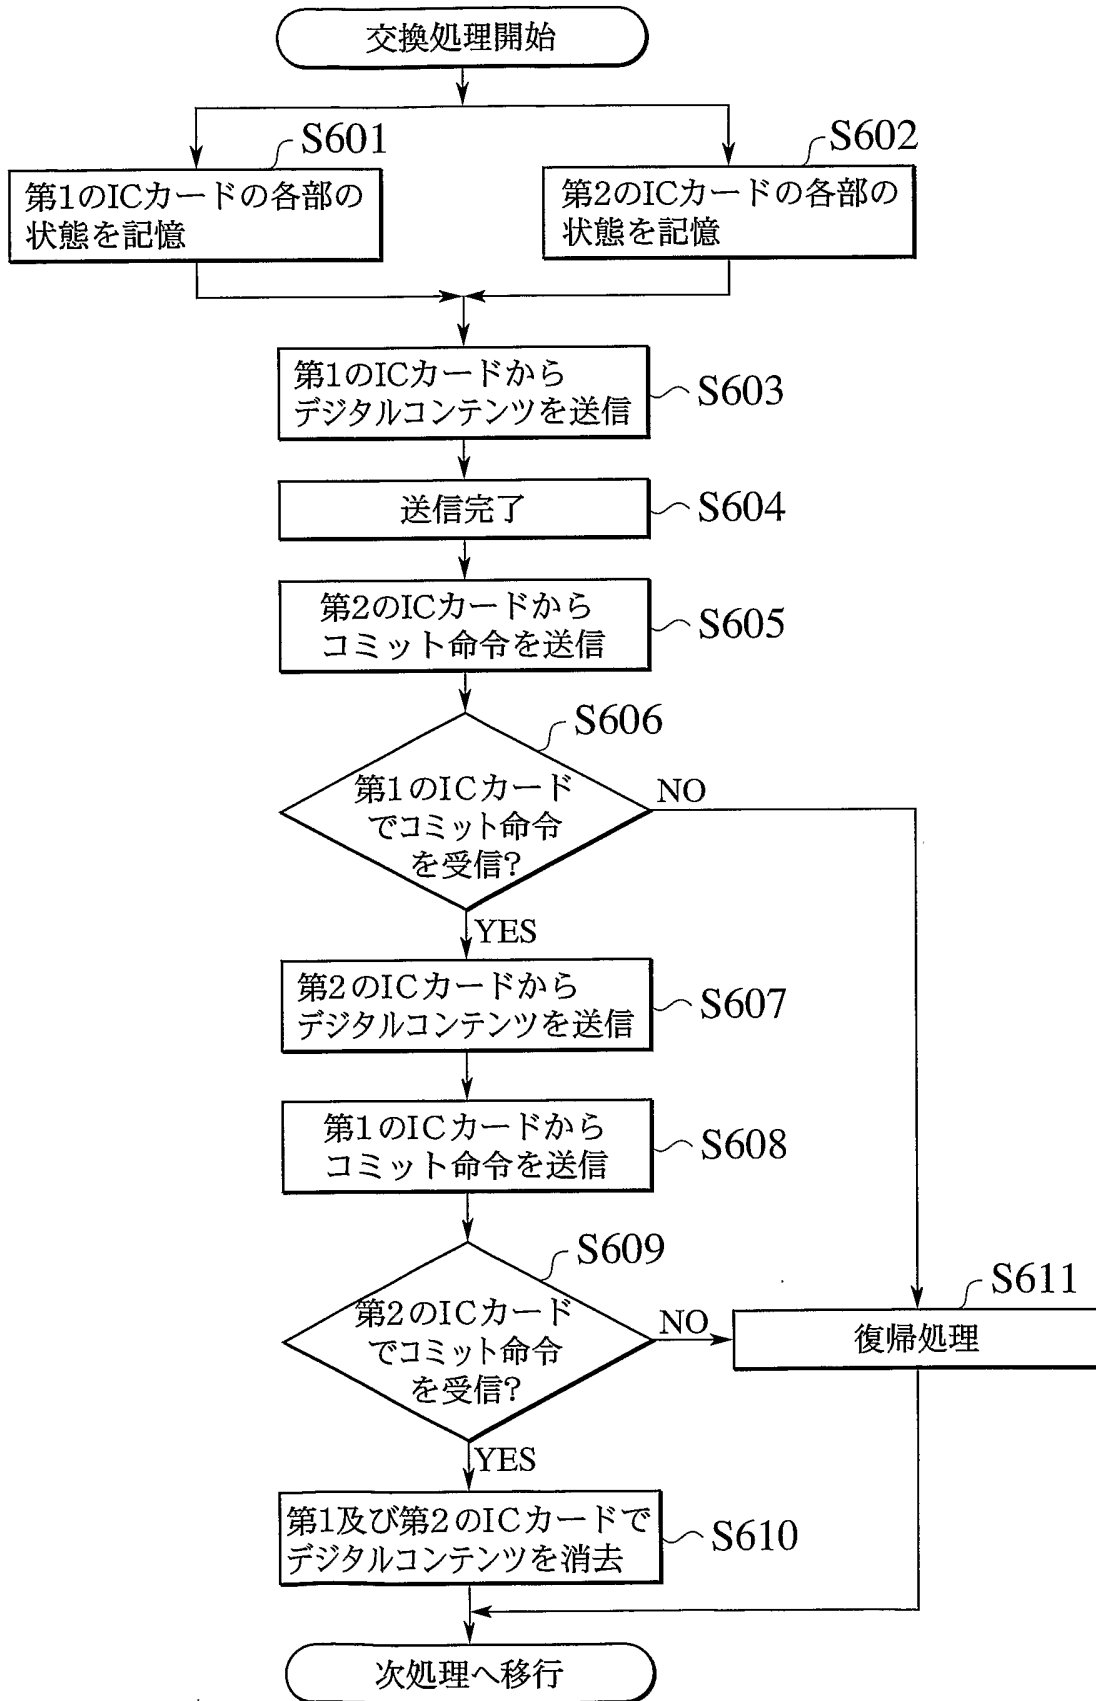 交換処理開始
S601
S602
第1のICカードの各部の
状態を記憶
第2のICカードの各部の
状態を記憶
第1のICカードから
デジタルコンテンツを送信
S603
送信完了
S604
第2のICカードから
コミット命令を送信
S605
S606
第1のICカード
でコミット命令
を受信?
NO
YES
第2のICカードから
デジタルコンテンツを送信
S607
第1のICカードから
コミット命令を送信
S608
S609
第2のICカード
でコミット命令
を受信?
NO
S611
復帰処理
YES
第1及び第2のICカードで
デジタルコンテンツを消去
S610
次処理へ移行